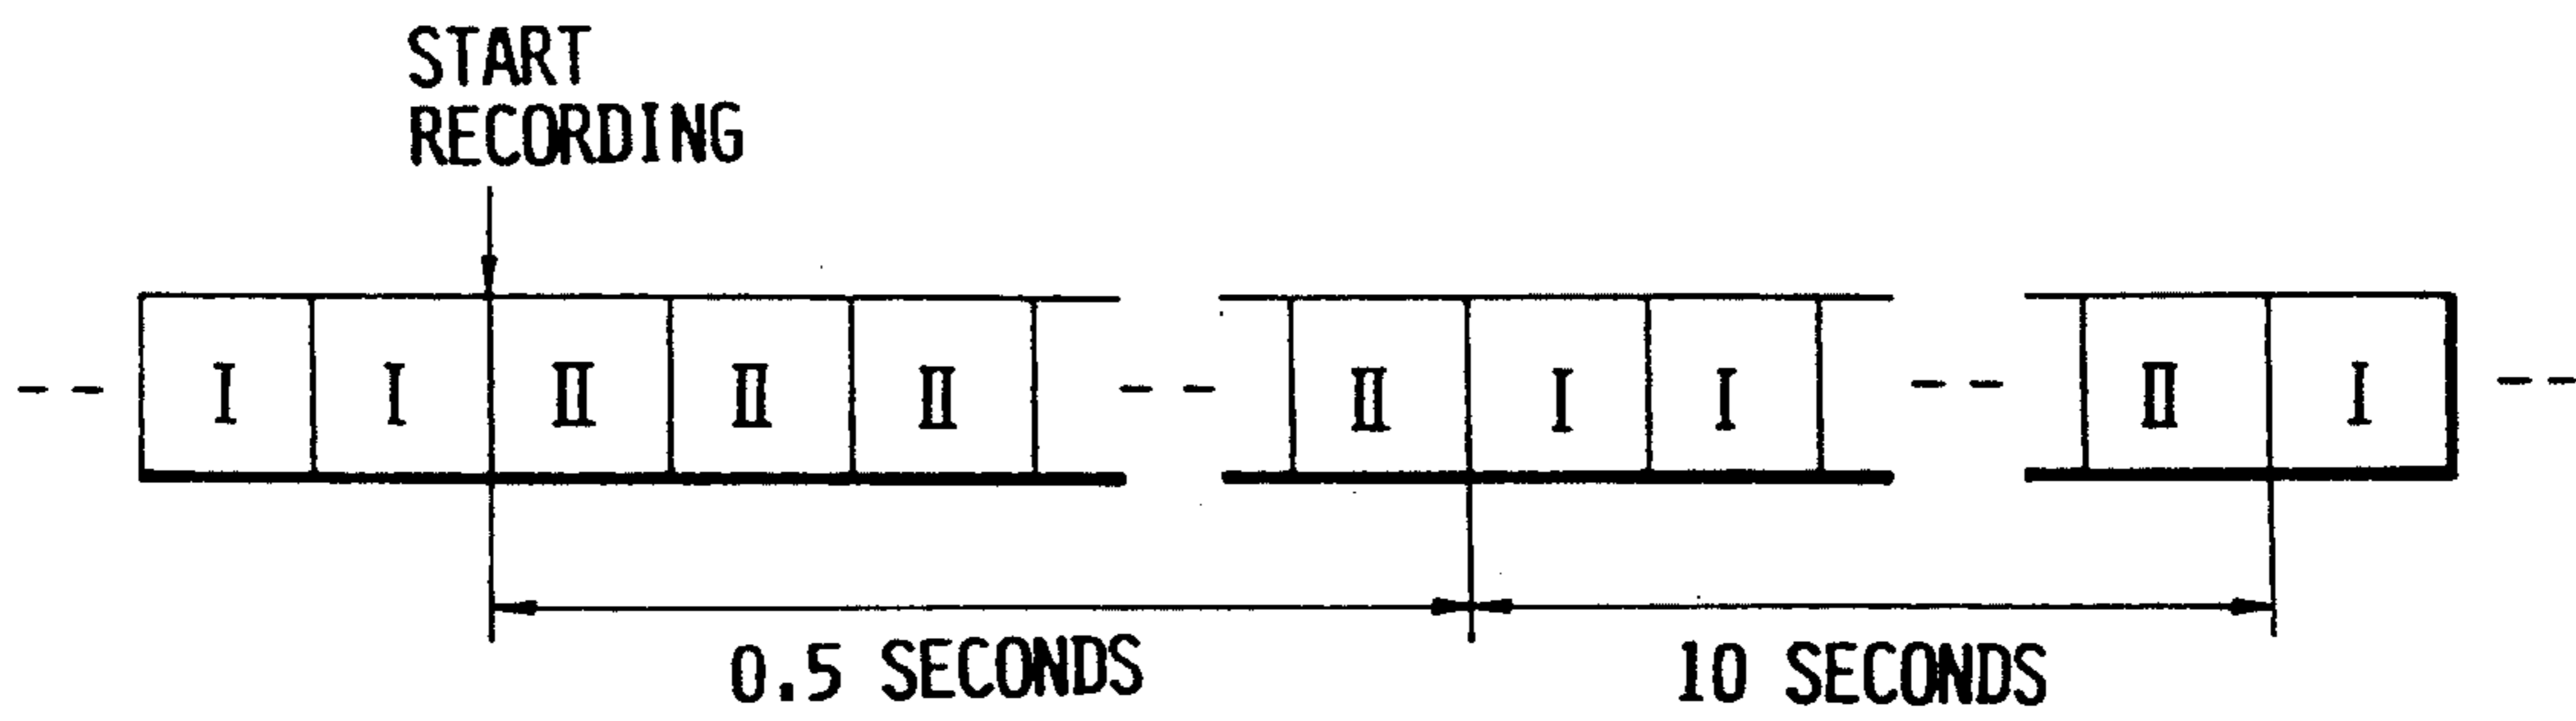 START
RECORDING
-- I I II II II -- II I I -- II I --
0.5 SECONDS 10 SECONDS